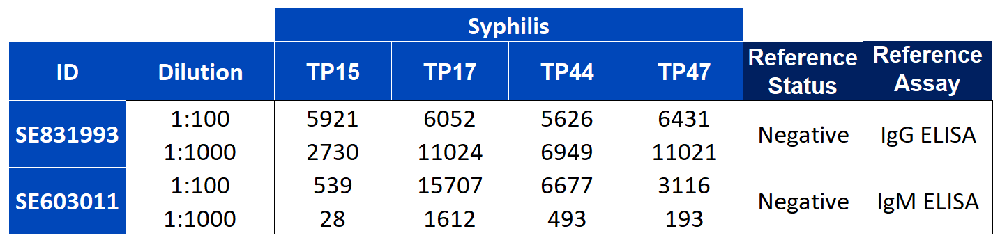 Syphilis
ID Dilution TP15 TP17 TP44 TP47 Reference Status Reference Assay
SE831993 1:100 5921 6052 5626 6431 Negative IgG ELISA
1:1000 2730 11024 6949 11021
SE603011 1:100 539 15707 6677 3116 Negative IgM ELISA
1:1000 28 1612 493 193